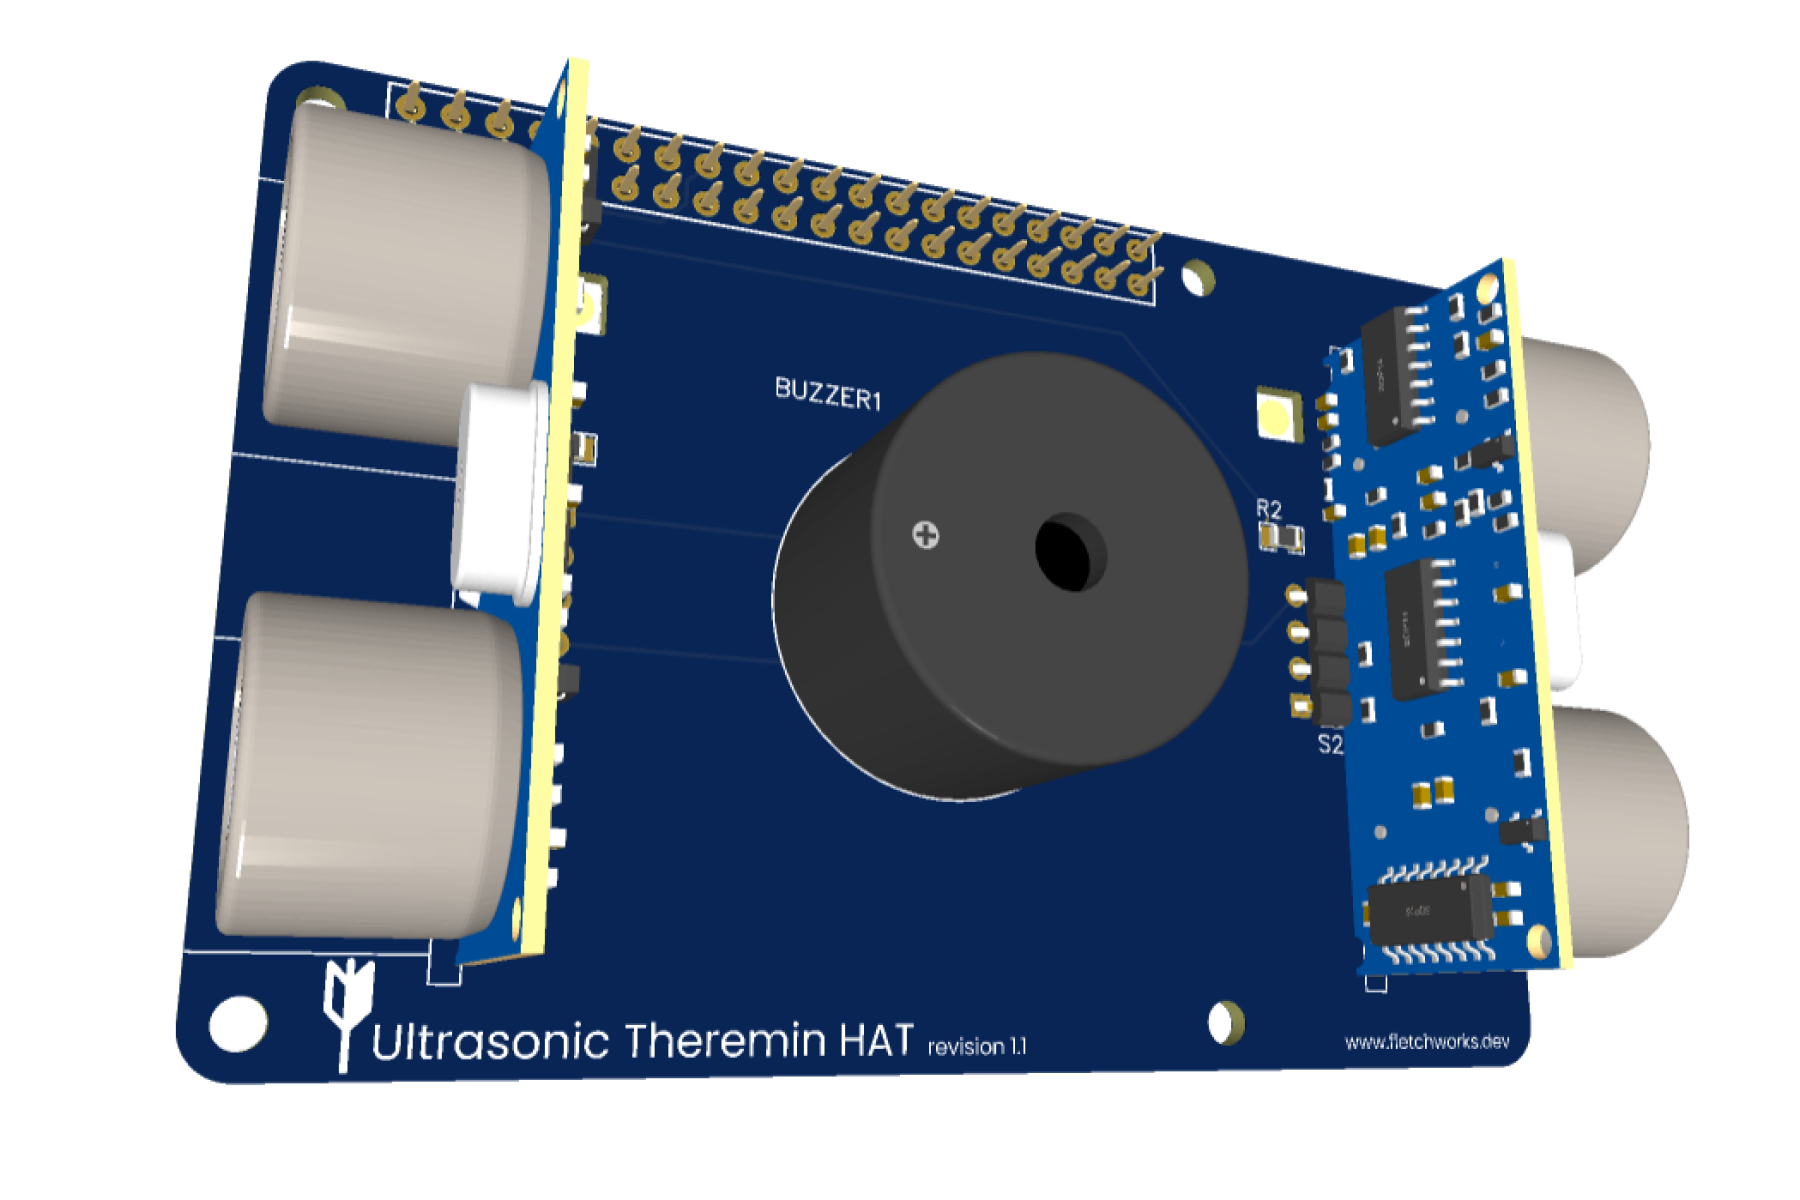 BUZZER1
R2
S2
Ultrasonic Theremin HAT revision 1.1
www.fletchworks.dev